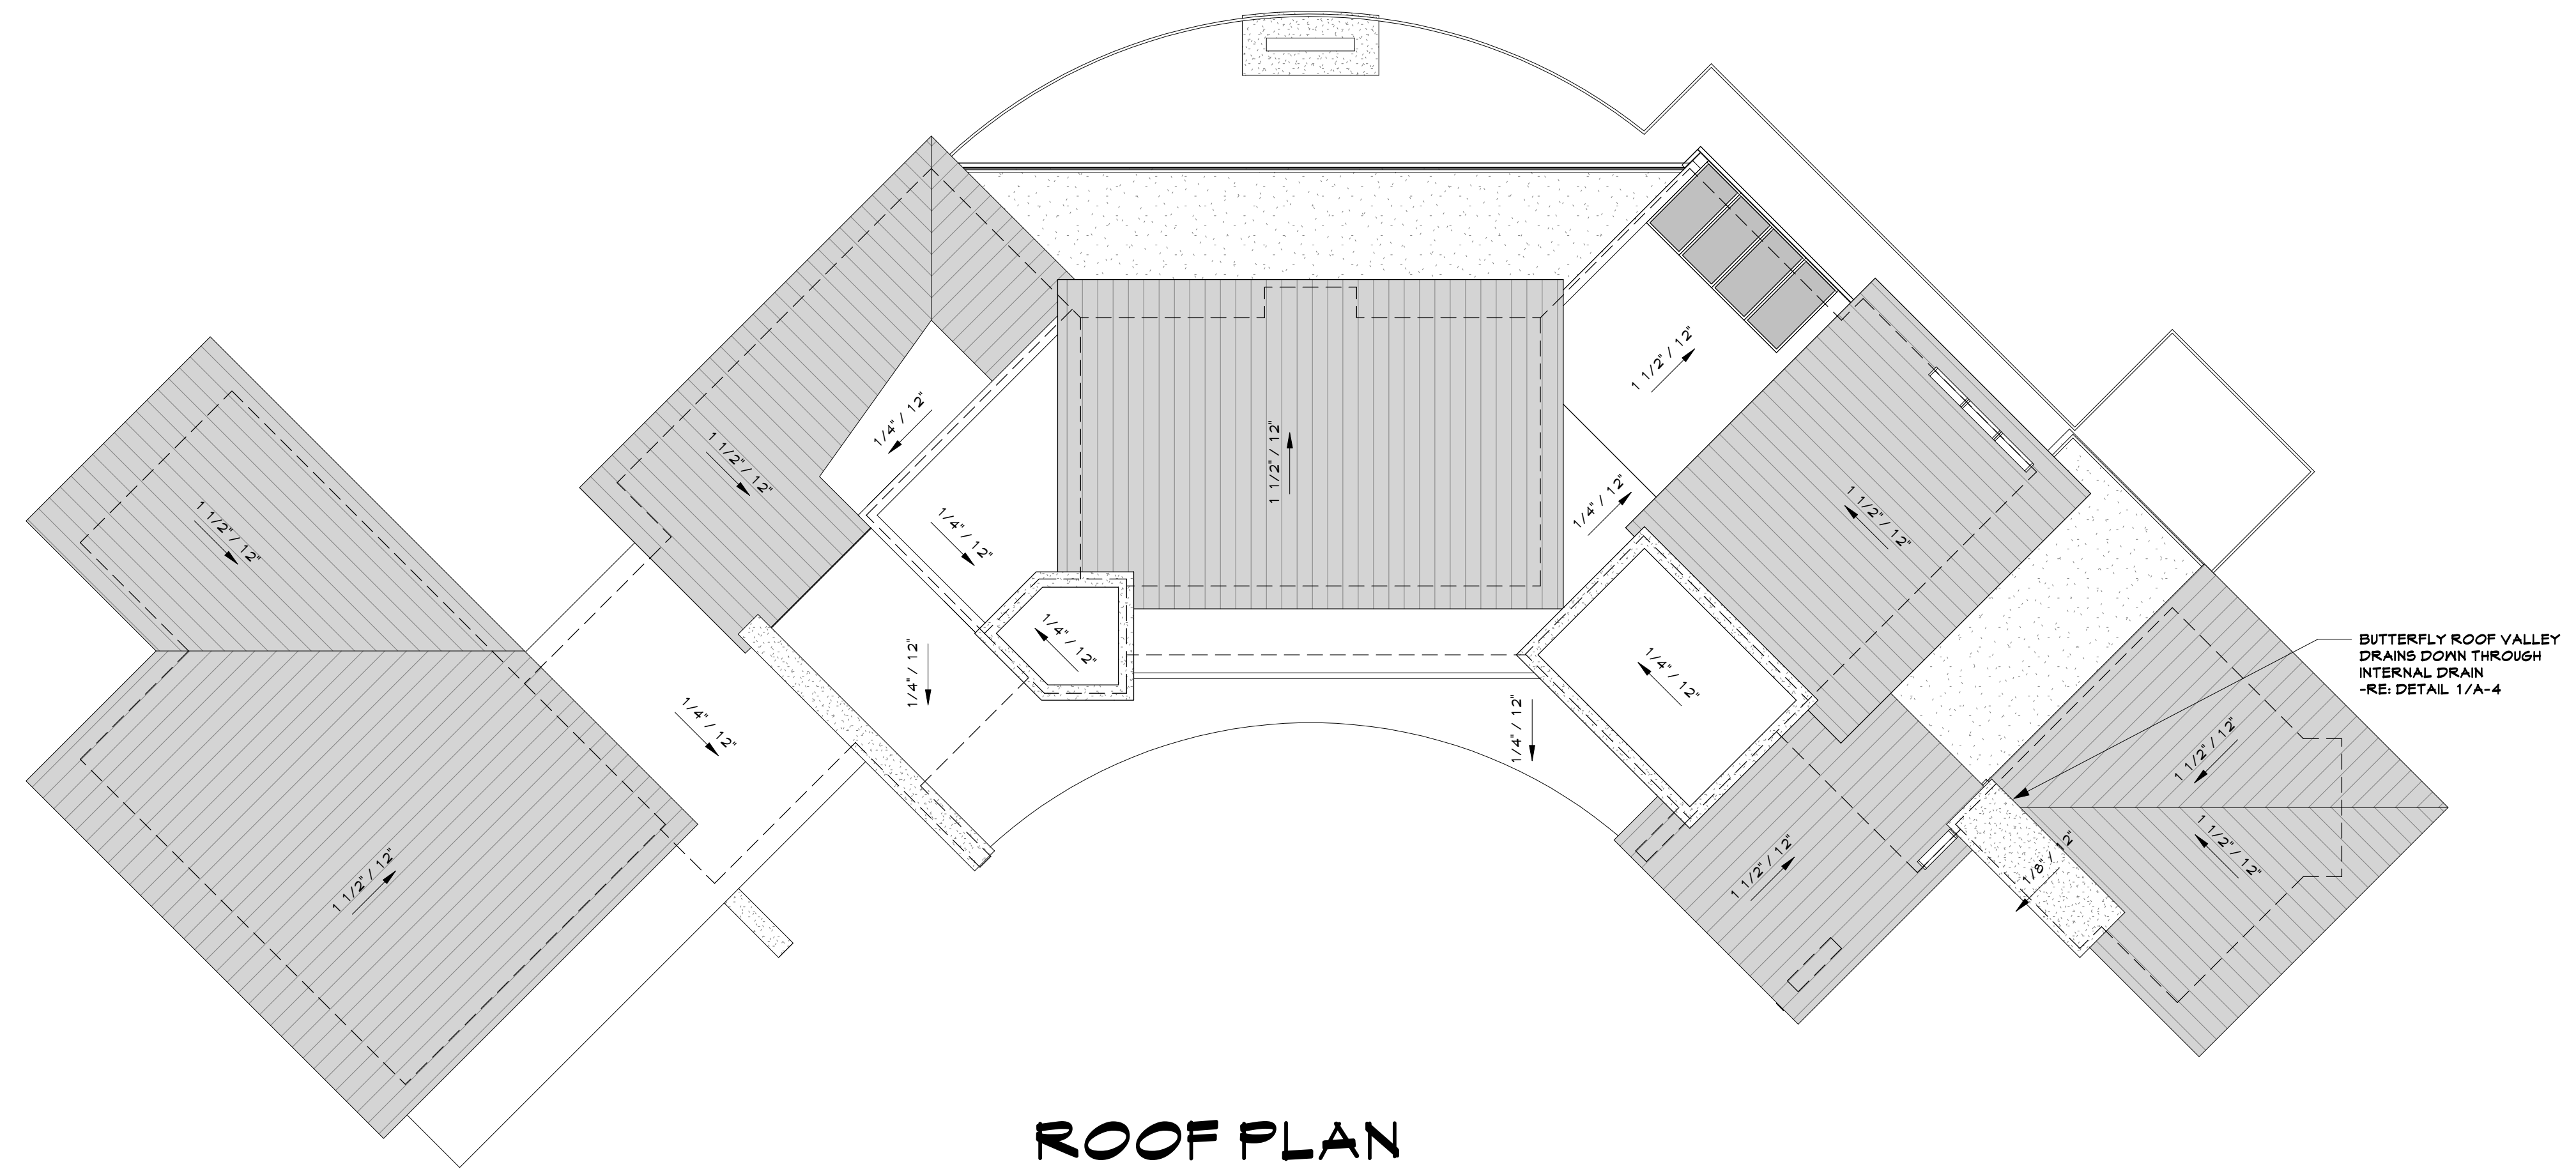 1 1/2" / 12"
1/4" / 12"
1 1/2" / 12"
1/4" / 12"
1 1/2" / 12"
1 1/2" / 12"
1/4" / 12"
1 1/2" / 12"
1/4" / 12"
1/4" / 12"
1/4" / 12"
1/4" / 12"
BUTTERFLY ROOF VALLEY
DRAINS DOWN THROUGH
INTERNAL DRAIN
-RE: DETAIL 1/A-4
1/4" / 12"
1/4" / 12"
1 1/2" / 12"
1 1/2" / 12"
1 1/2" / 12"
1 1/2" / 12"
1/8" / 12"
ROOF PLAN